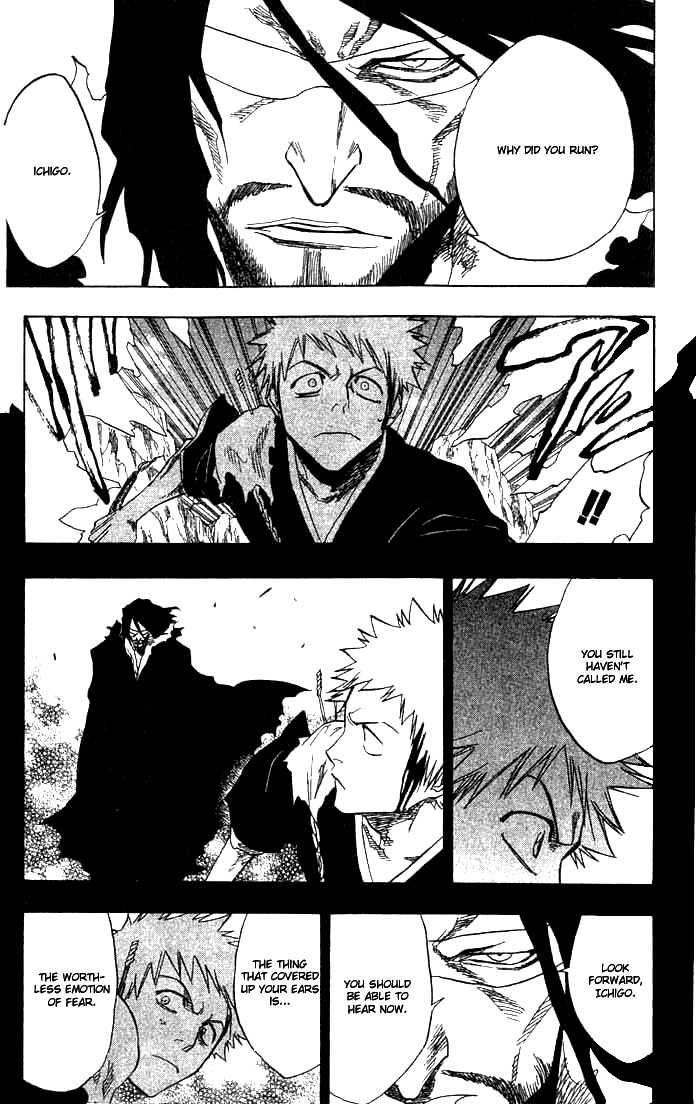 WHY DID YOU RUN?
ICHIGO.
!!
YOU STILL
HAVEN'T
CALLED ME.
LOOK
FORWARD,
ICHIGO.
YOU SHOULD
BE ABLE TO
HEAR NOW.
THE THING
THAT COVERED
UP YOUR EARS
IS...
THE WORTH-
LESS EMOTION
OF FEAR.